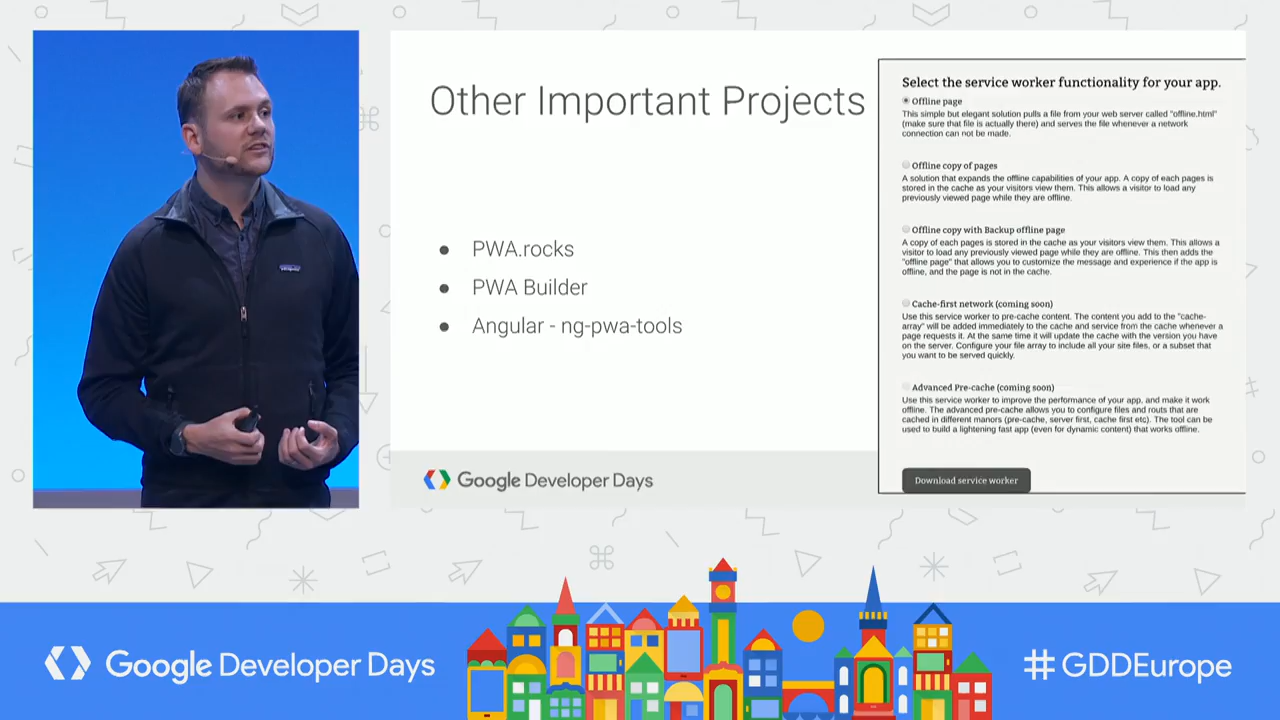 Other Important Projects
● PWA.rocks
● PWA Builder
● Angular - ng-pwa-tools
Google Developer Days
Select the service worker functionality for your app.
Offline page
This simple but elegant solution pulls a file from your web server called "offline.html"
(make sure that file is actually there) and serves the file whenever a network
connection can not be made.
Offline copy of pages
A solution that expands the offline capabilities of your app. A copy of each pages is
stored in the cache as your visitors view them. This allows a visitor to load any
previously viewed page while they are offline.
Offline copy with Backup offline page
A copy of each pages is stored in the cache as your visitors view them. This allows a
visitor to load any previously viewed page while they are offline. This then adds the
"offline page" that allows you to customize the message and experience if the app is
offline, and the page is not in the cache.
Cache-first network (coming soon)
Use this service worker to pre-cache content. The content you add to the "cache-
array" will be added immediately to the cache and service from the cache whenever a
page requests it. At the same time it will update the cache with the version you have
on the server. Configure your file array to include all your site files, or a subset that
you want to be served quickly.
Advanced Pre-cache (coming soon)
Use this service worker to improve the performance of your app, and make it work
offline. The advanced pre-cache allows you to configure files and routs that are
cached in different manors (pre-cache, server first, cache first etc). The tool can be
used to build a lightening fast app (even for dynamic content) that works offline.
Download service worker
Google Developer Days
#GDDEurope